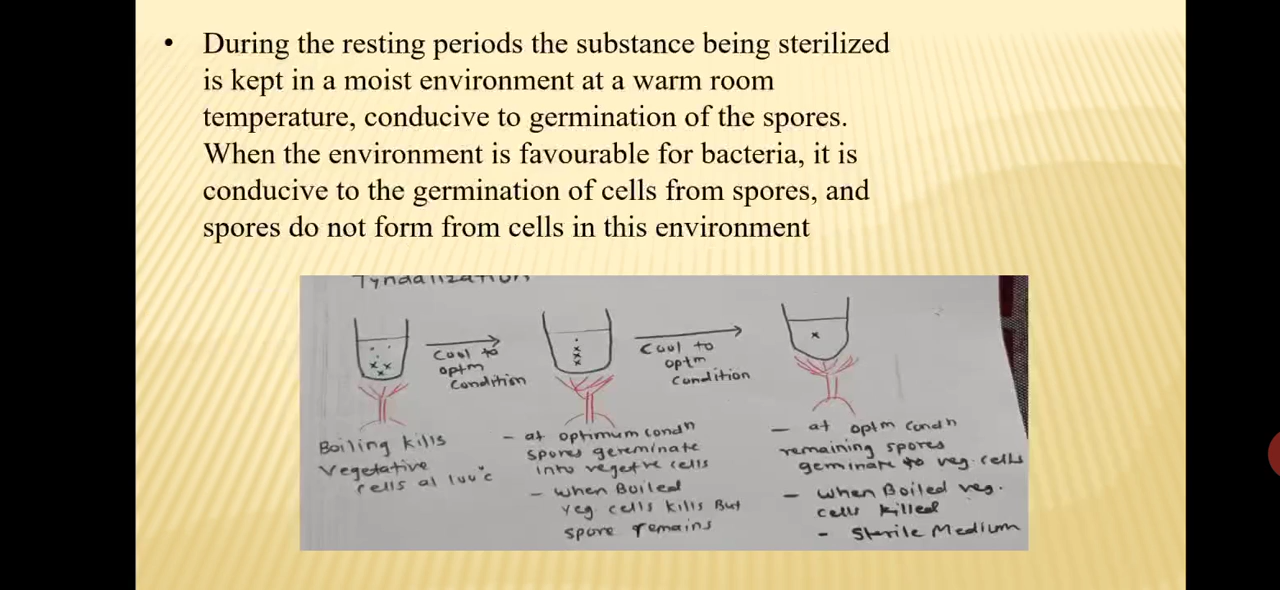 • During the resting periods the substance being sterilized
is kept in a moist environment at a warm room
temperature, conducive to germination of the spores.
When the environment is favourable for bacteria, it is
conducive to the germination of cells from spores, and
spores do not form from cells in this environment
Tyndalization
Cool to
optm
condition
Cool to
optm
condition
Boiling kills
Vegetative
cells at 100°c
- at optimum condn
spores gereminate
into vegetve cells
- when Boiled
veg. cells kills But
spore remains
- at optm condn
remaining spores
geminate to veg. cells
- when Boiled veg.
cells killed
- Sterile Medium